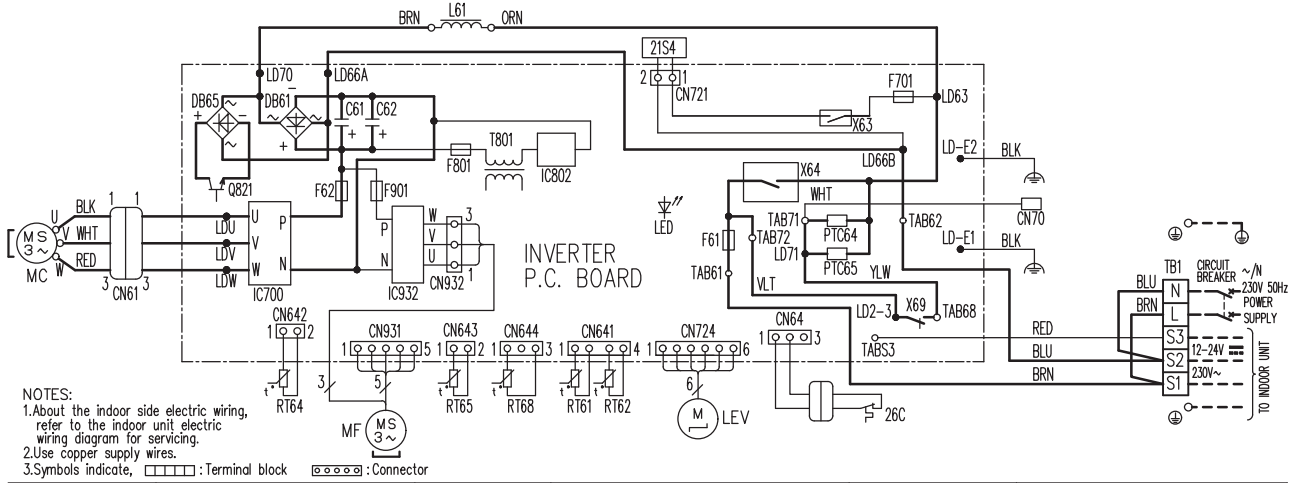 BRN L61 ORN
21S4
2 1
CN721
F701
LD70 LD66A
DB65 DB61
~ ~ ~ ~
+ - - +
C61 C62
+ +
X63
LD63
T801
F801
IC802
LD66B
LD-E2 BLK
Q821
F62 F901
X64
WHT
LED
CN70
1 1
BLK
U
V WHT
W RED
MS
3~
MC
3 3
CN61
LDU
LDV
LDW
U P
V
W N
IC700
P W
V
N U
IC932
3
1
CN932
INVERTER
P.C. BOARD
F61
TAB61
TAB72
TAB71
LD71
PTC64
PTC65
TAB62
LD-E1 BLK
YLW
VLT
LD2-3 X69 TAB68
TABS3
TB1
CIRCUIT
BREAKER
~/N
230V 50Hz
POWER
SUPPLY
BLU N
BRN L
RED S3
BLU S2
BRN S1
12-24V
230V~
TO INDOOR UNIT
CN642
1 2
CN931
1 5
CN643
1 2
CN644
1 3
CN641
1 4
CN724
1 6
CN64
1 3
t°
RT64
3
5
t°
RT65
t°
RT68
t°
RT61
t°
RT62
6
M
LEV
26C
MF
MS
3~
NOTES:
1.About the indoor side electric wiring,
refer to the indoor unit electric
wiring diagram for servicing.
2.Use copper supply wires.
3.Symbols indicate, : Terminal block : Connector